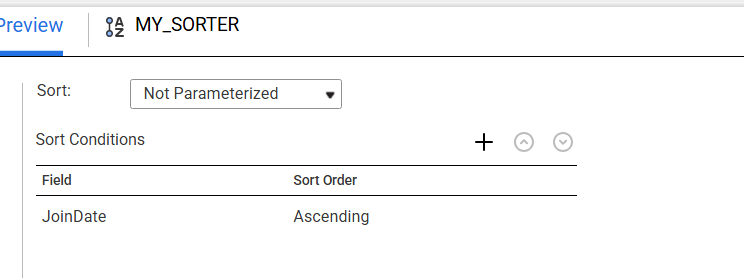 Preview
MY_SORTER
Sort:
Not Parameterized
Sort Conditions
Field Sort Order
JoinDate Ascending